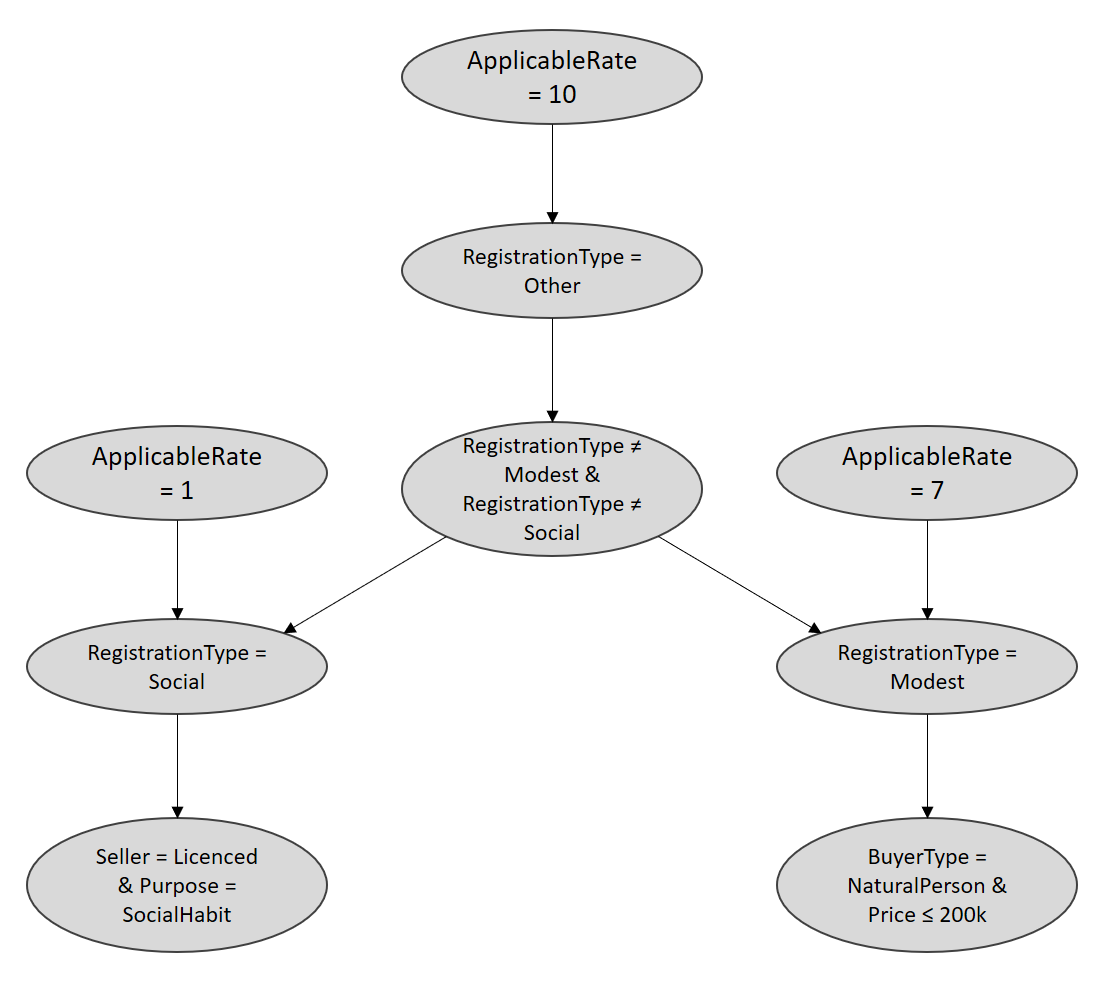 ApplicableRate
= 10
RegistrationType =
Other
RegistrationType ≠
Modest &
RegistrationType ≠
Social
ApplicableRate
= 1
ApplicableRate
= 7
RegistrationType =
Social
RegistrationType =
Modest
Seller = Licenced
& Purpose =
SocialHabit
BuyerType =
NaturalPerson &
Price ≤ 200k